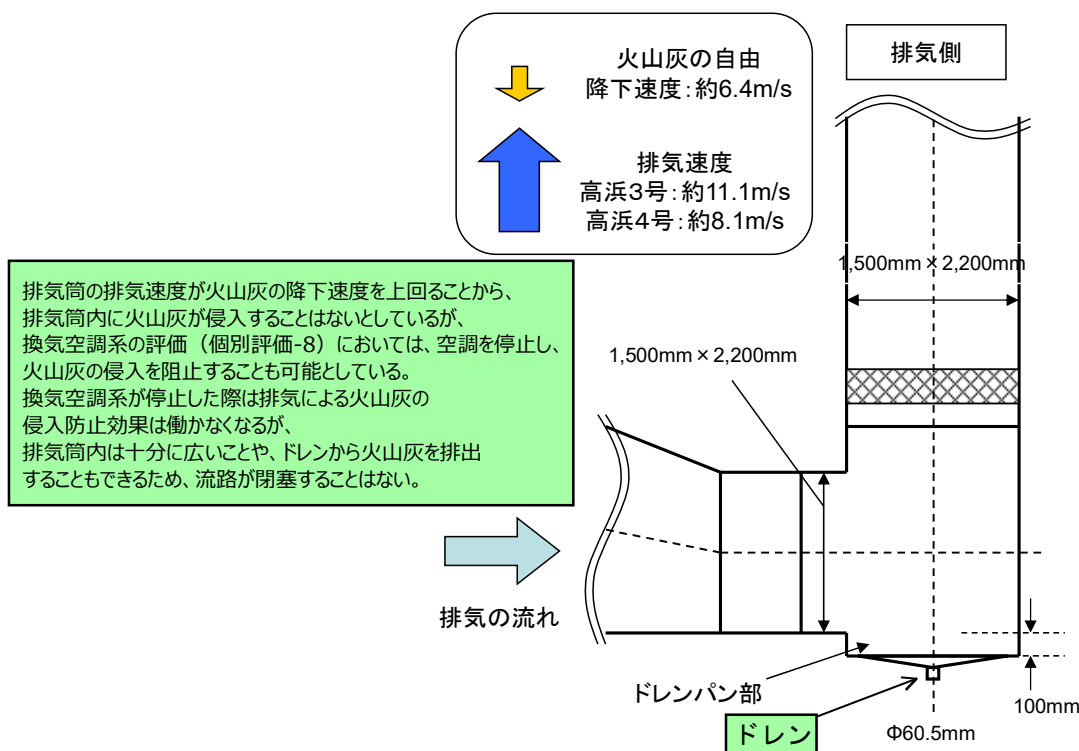 火山灰の自由
降下速度：約6.4m/s
排気速度
高浜3号：約11.1m/s
高浜4号：約8.1m/s
排気側
1,500mm×2,200mm
排気筒の排気速度が火山灰の降下速度を上回ることから、
排気筒内に火山灰が侵入することはないとしているが、
換気空調系の評価（個別評価-8）においては、空調を停止し、
火山灰の侵入を阻止することも可能としている。
換気空調系が停止した際は排気による火山灰の
侵入防止効果は働かなくなるが、
排気筒内は十分に広いことや、ドレンから火山灰を排出
することもできるため、流路が閉塞することはない。
1,500mm×2,200mm
排気の流れ
ドレンパン部
100mm
ドレン
Φ60.5mm